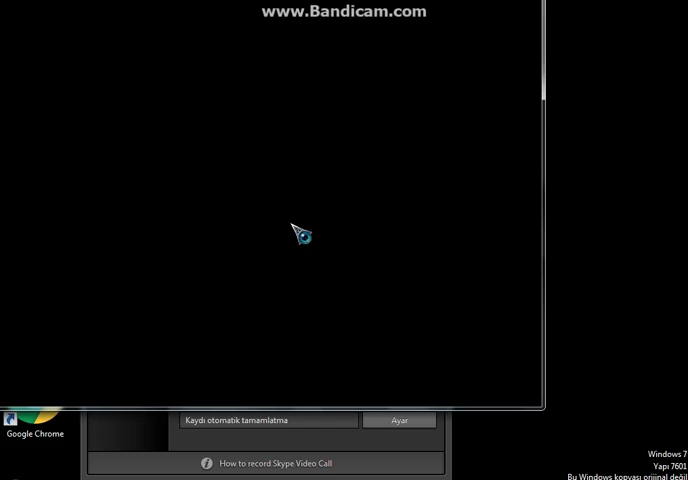 www.Bandicam.com
Kaydı otomatik tamamlatma
Ayar
Google Chrome
How to record Skype Video Call
Windows 7
Yapı 7601
Bu Windows kopyası orijinal değil